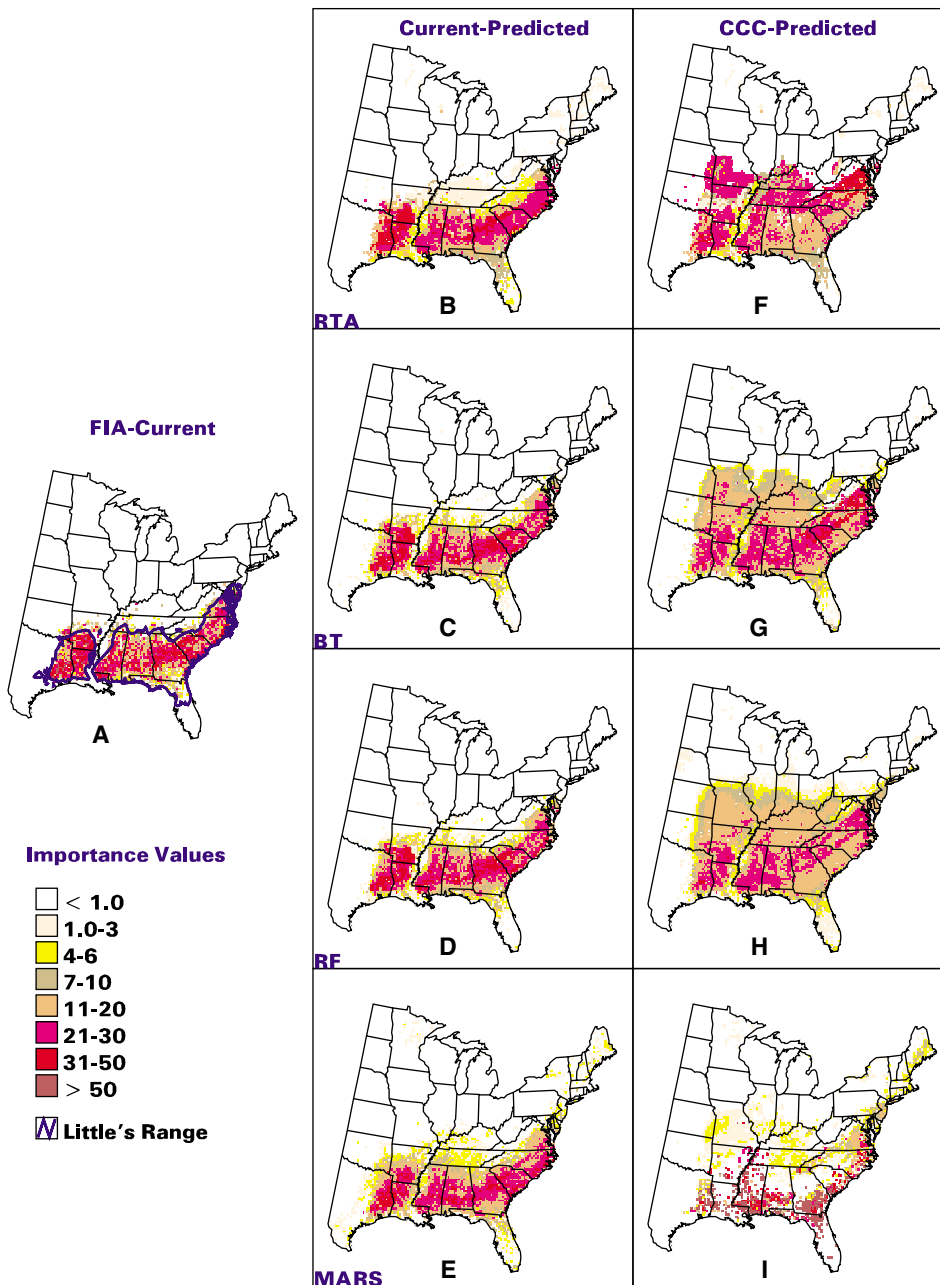 Current-Predicted
CCC-Predicted
B
F
RTA
C
G
BT
FIA-Current
A
D
H
RF
Importance Values
< 1.0
1.0-3
4-6
7-10
11-20
21-30
31-50
> 50
Little's Range
E
I
MARS